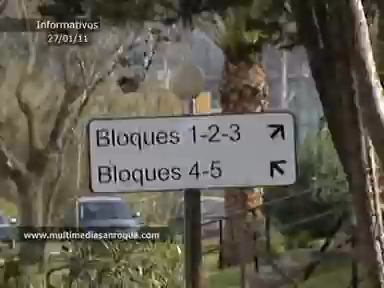 Informativos
27/01/11
Bloques 1-2-3
Bloques 4-5
www.multimediasanroque.com